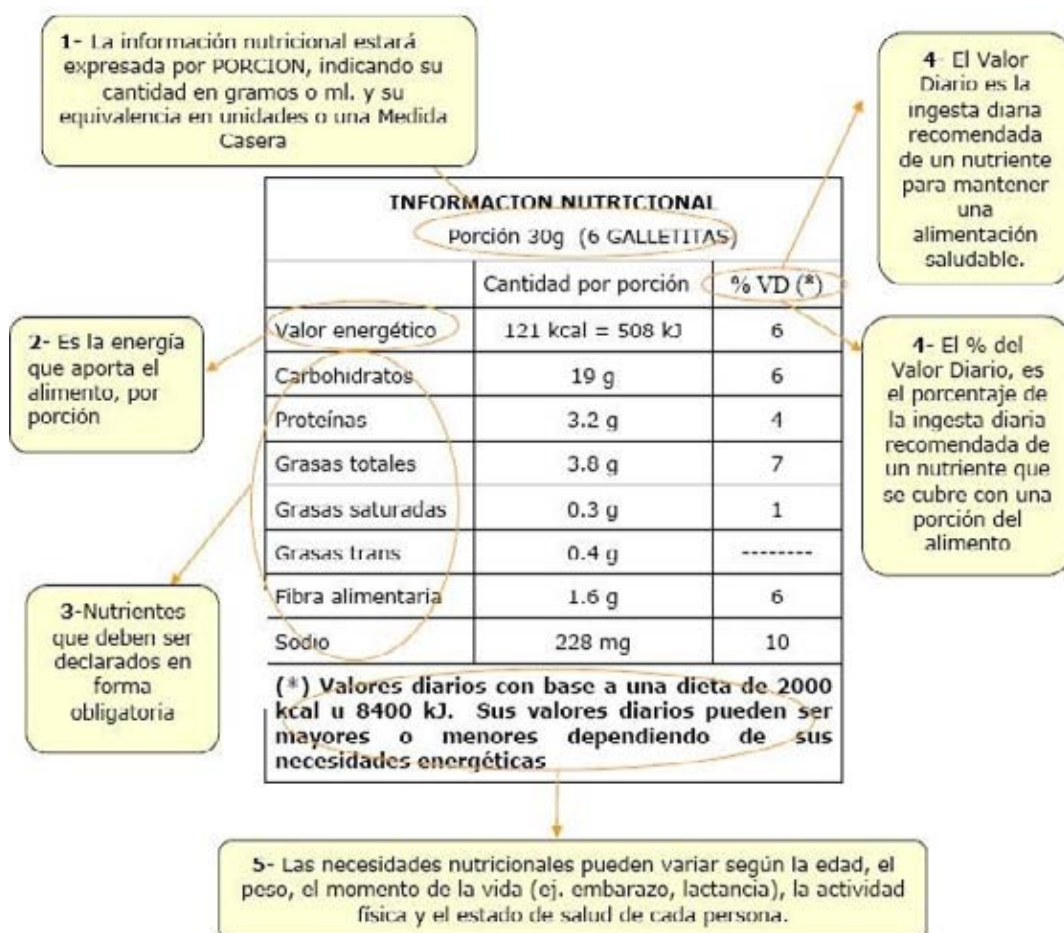 1- La información nutricional estará
expresada por PORCION, indicando su
cantidad en gramos o ml. y su
equivalencia en unidades o una Medida
Casera
4- El Valor
Diario es la
ingesta diaria
recomendada
de un nutriente
para mantener
una
alimentación
saludable.
INFORMACION NUTRICIONAL
Porción 30g (6 GALLETITAS)
Cantidad por porción % VD (*)
Valor energético 121 kcal = 508 kJ 6
Carbohidratos 19 g 6
Proteínas 3.2 g 4
Grasas totales 3.8 g 7
Grasas saturadas 0.3 g 1
Grasas trans 0.4 g --------
Fibra alimentaria 1.6 g 6
Sodio 228 mg 10
(*) Valores diarios con base a una dieta de 2000
kcal u 8400 kJ. Sus valores diarios pueden ser
mayores o menores dependiendo de sus
necesidades energéticas
2- Es la energía
que aporta el
alimento, por
porción
4- El % del
Valor Diario, es
el porcentaje de
la ingesta diaria
recomendada de
un nutriente que
se cubre con una
porción del
alimento
3-Nutrientes
que deben ser
declarados en
forma
obligatoria
5- Las necesidades nutricionales pueden variar según la edad, el
peso, el momento de la vida (ej. embarazo, lactancia), la actividad
física y el estado de salud de cada persona.